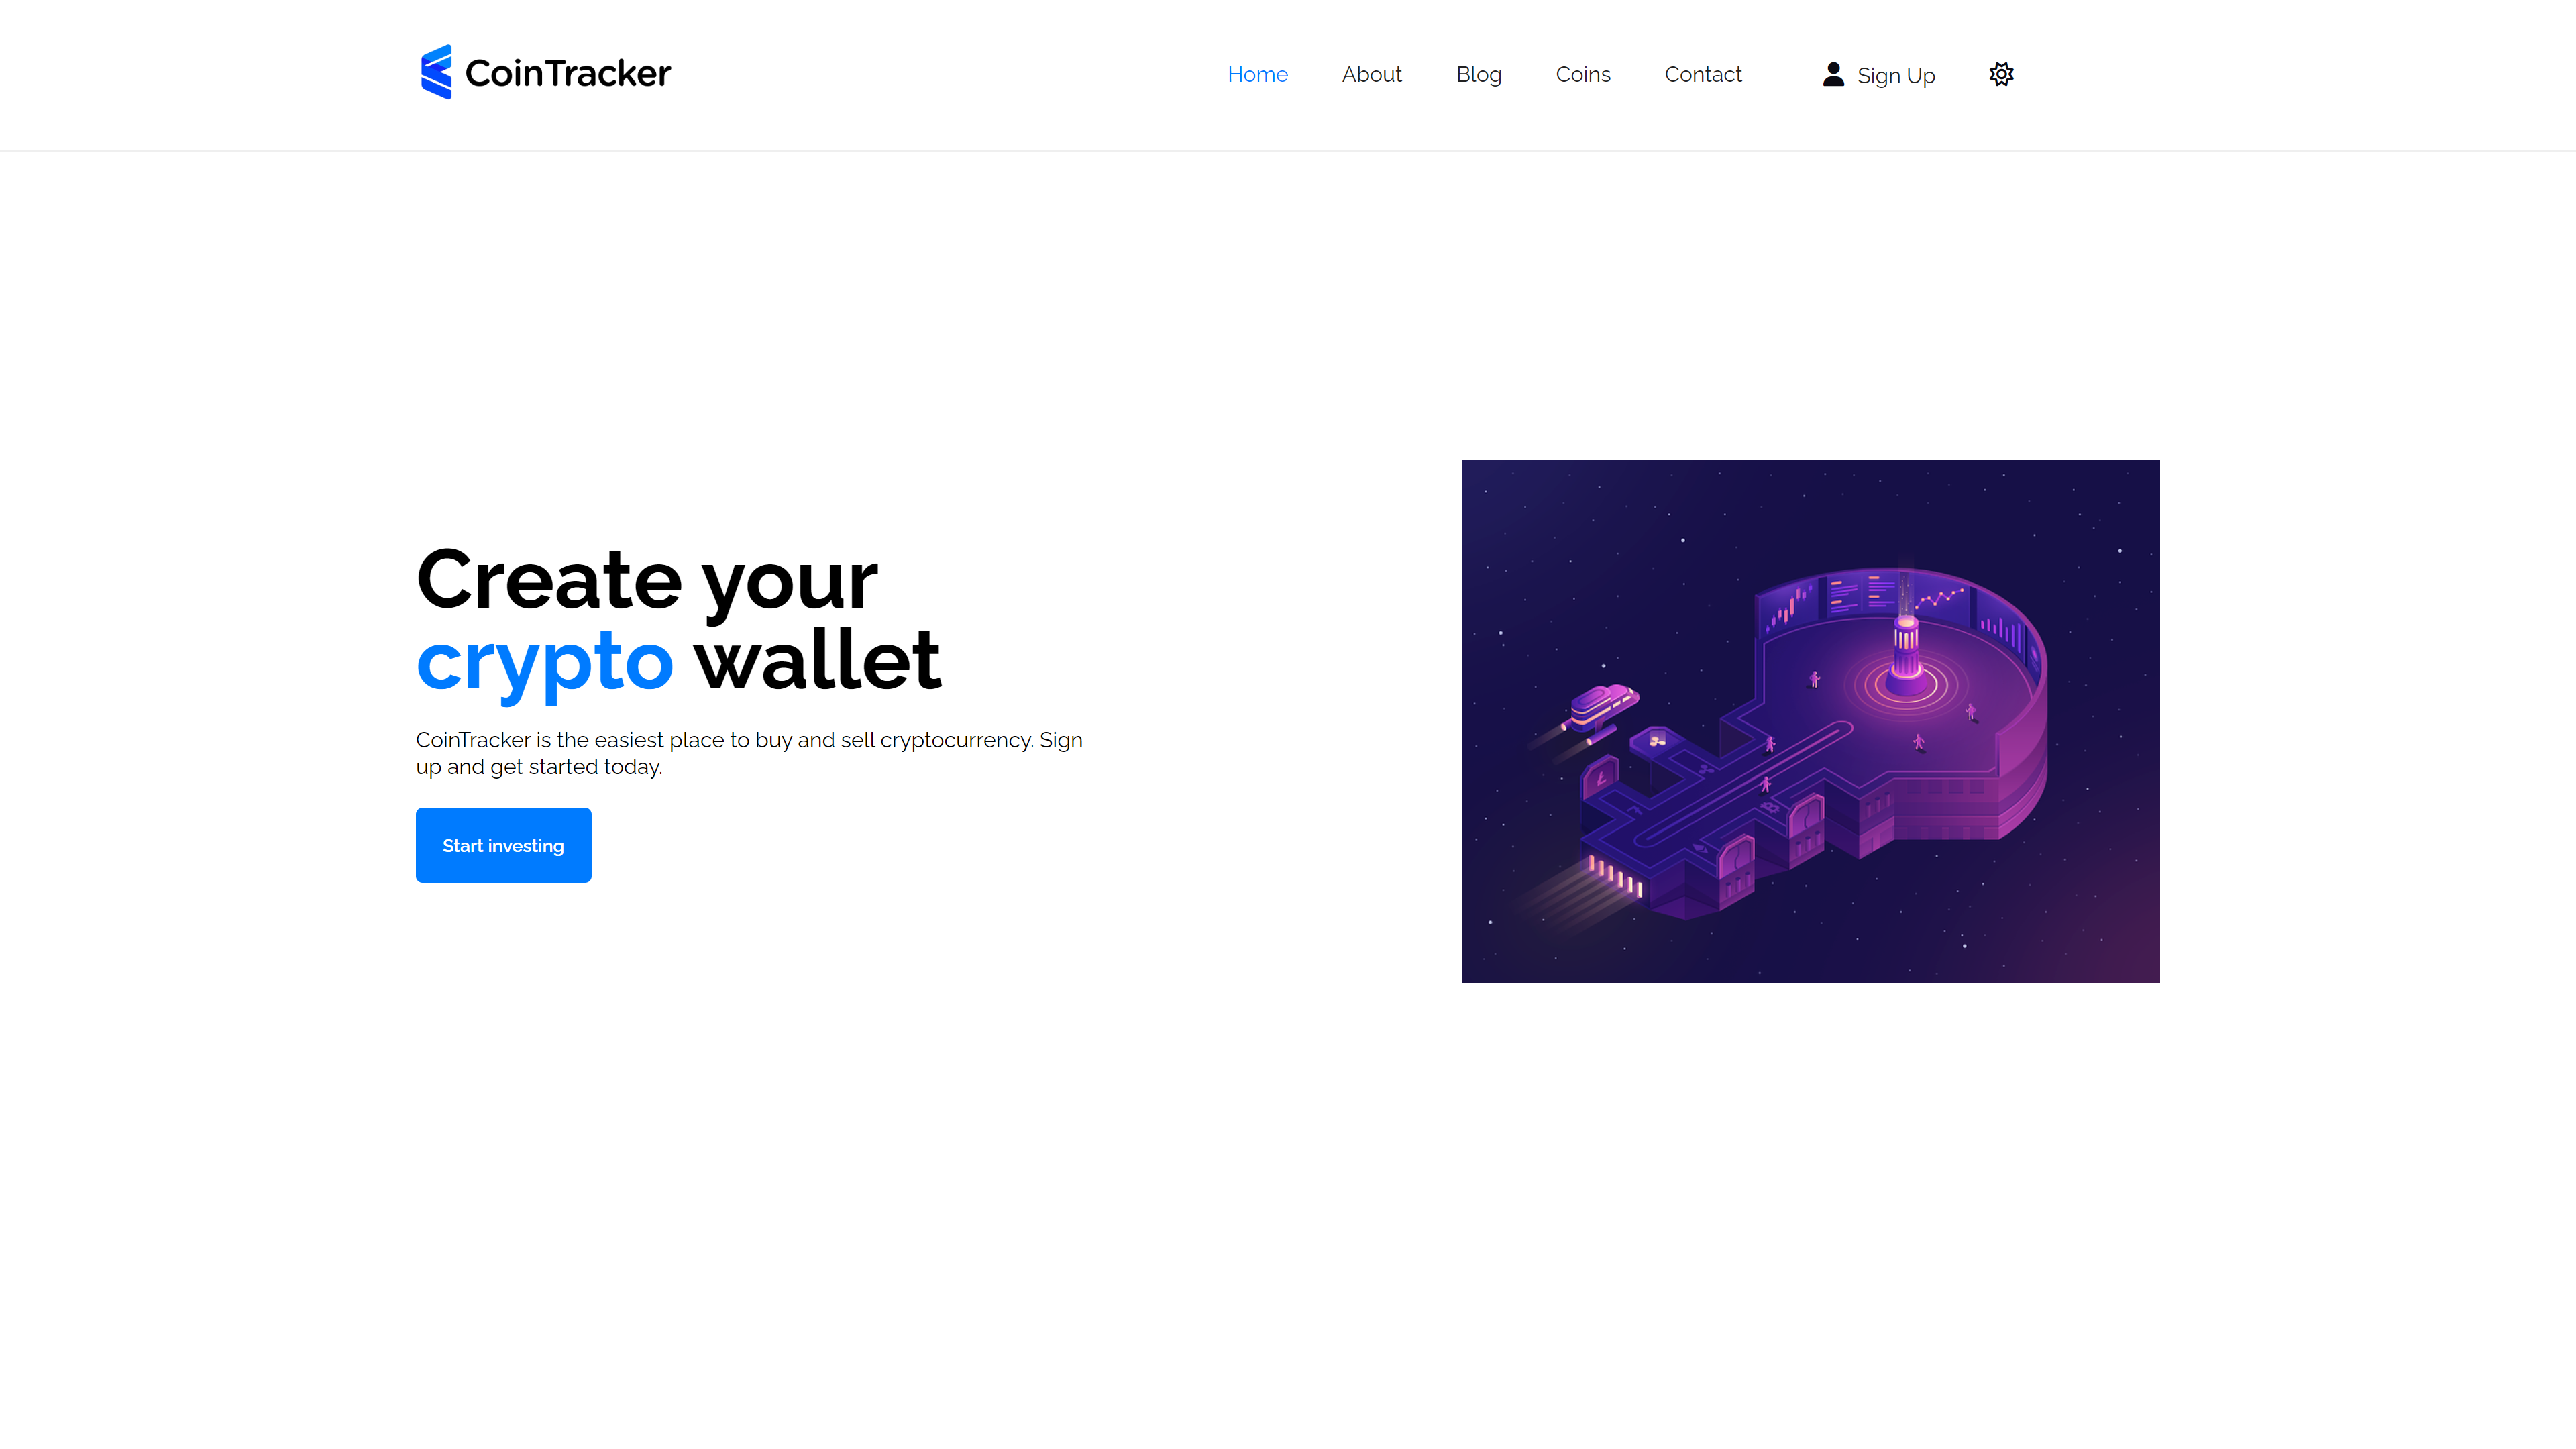 CoinTracker
Home About Blog Coins Contact Sign Up
Create your
crypto wallet
CoinTracker is the easiest place to buy and sell cryptocurrency. Sign
up and get started today.
Start investing